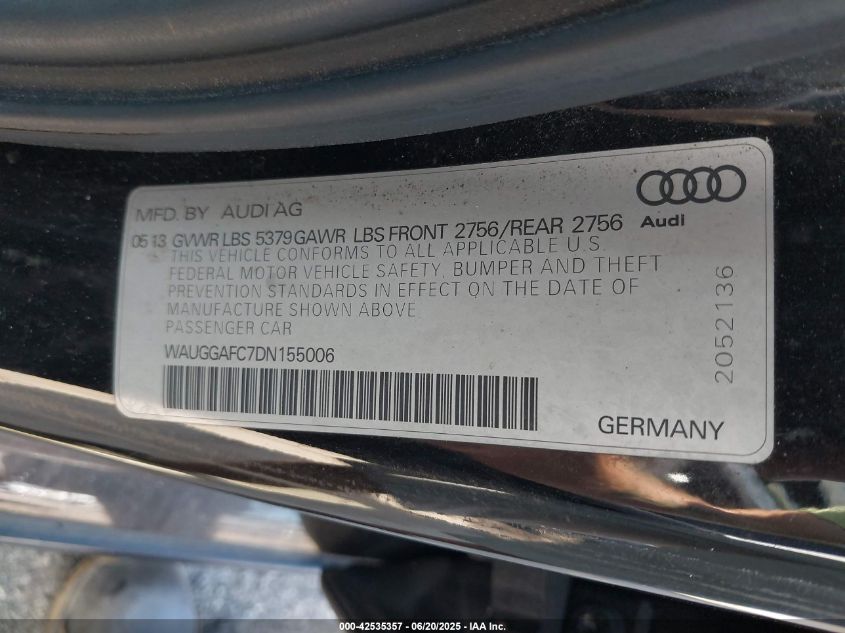 MFD. BY AUDI AG
05 13 GVWR LBS 5379 GAWR LBS FRONT 2756/REAR 2756
THIS VEHICLE CONFORMS TO ALL APPLICABLE U.S.
FEDERAL MOTOR VEHICLE SAFETY, BUMPER AND THEFT
PREVENTION STANDARDS IN EFFECT ON THE DATE OF
MANUFACTURE SHOWN ABOVE
PASSENGER CAR
WAUGGAFC7DN155006
Audi
2052136
GERMANY
000-42535357 - 06/20/2025 - IAA Inc.